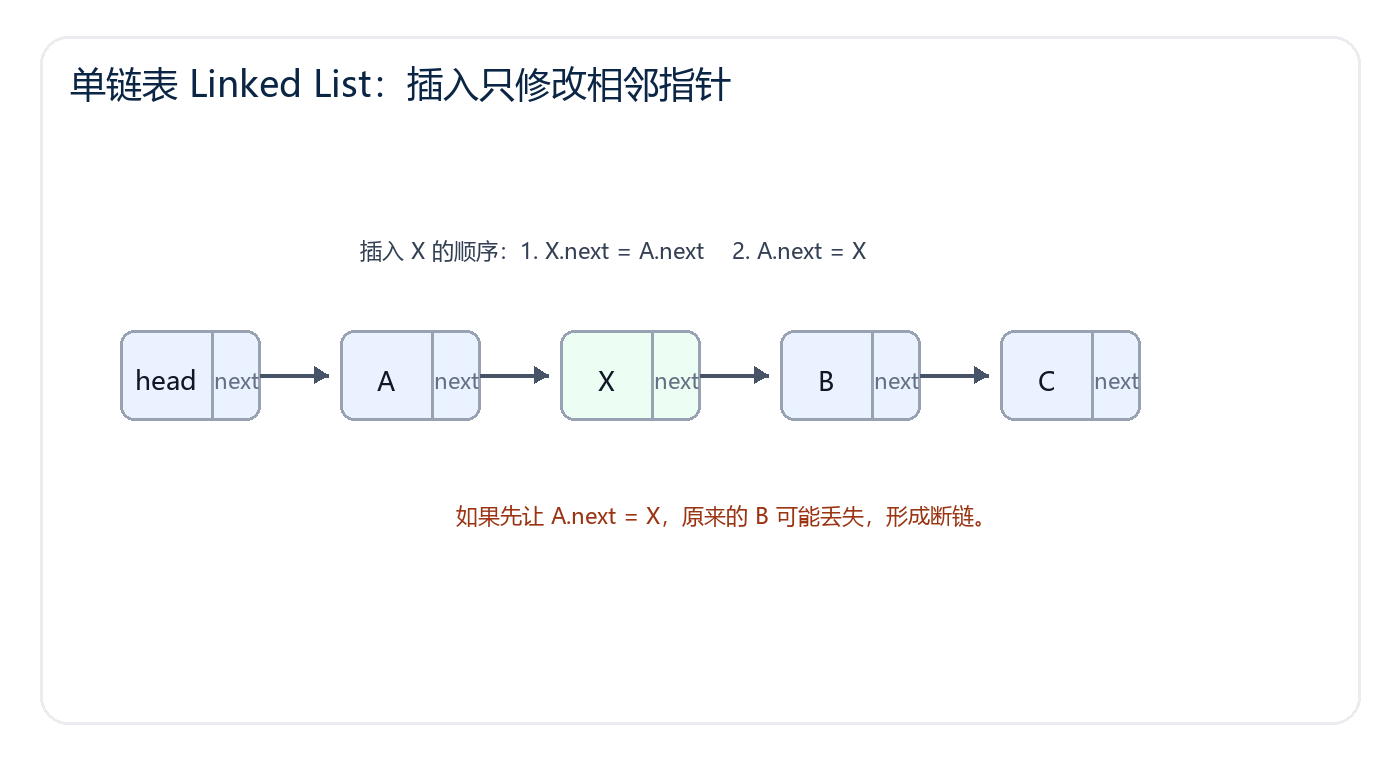 单链表 Linked List：插入只修改相邻指针
插入 X 的顺序：1. X.next = A.next    2. A.next = X
head next A next X next B next C next
如果先让 A.next = X，原来的 B 可能丢失，形成断链。